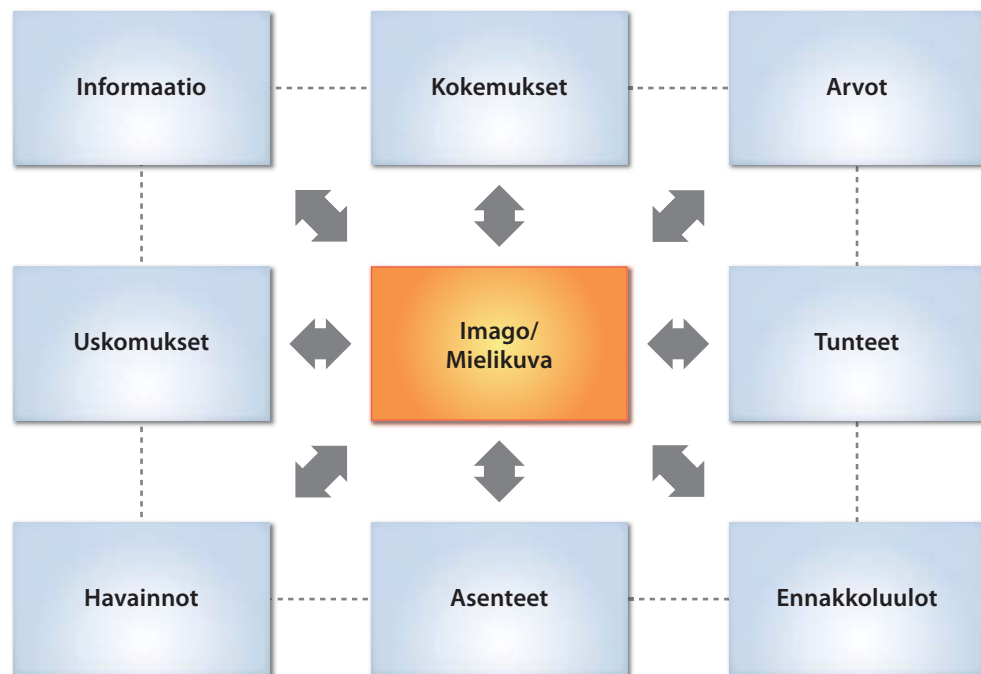 Informaatio
Kokemukset
Arvot
Uskomukset
Imago/
Mielikuva
Tunteet
Havainnot
Asenteet
Ennakkoluulot